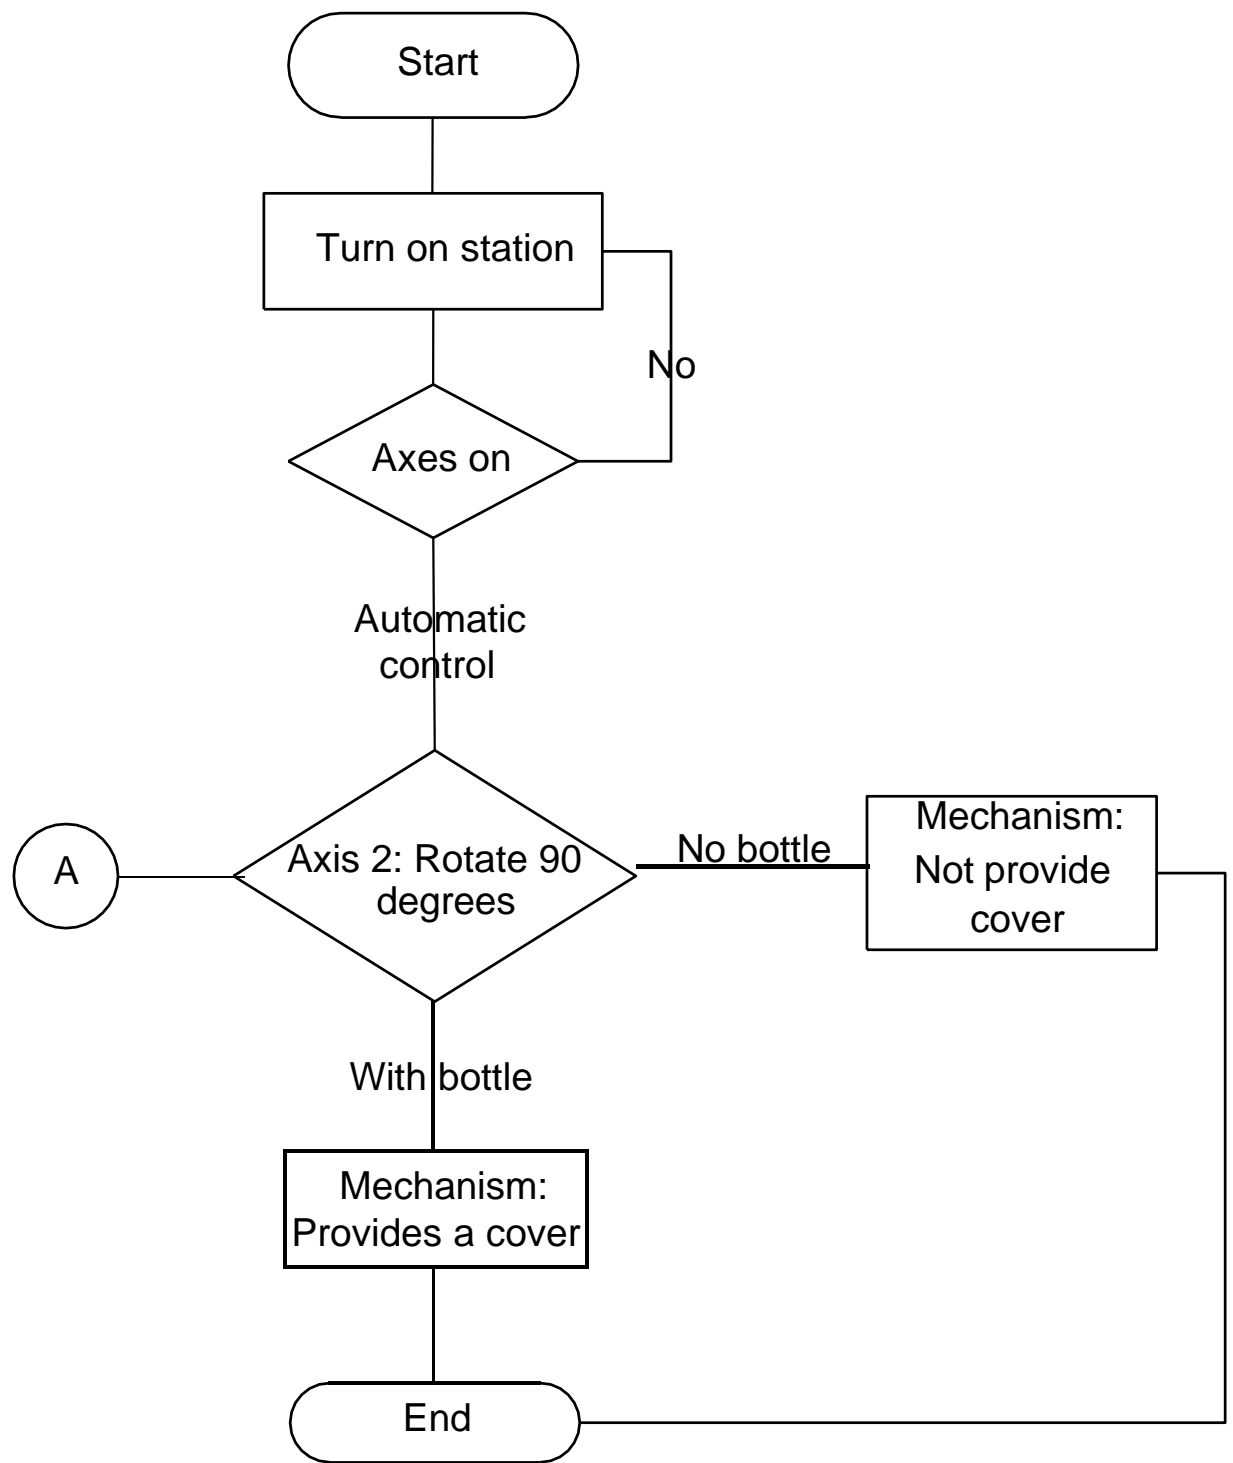 Start
Turn on station
No
Axes on
Automatic
control
A
Axis 2: Rotate 90
degrees
No bottle
Mechanism:
Not provide
cover
With bottle
Mechanism:
Provides a cover
End